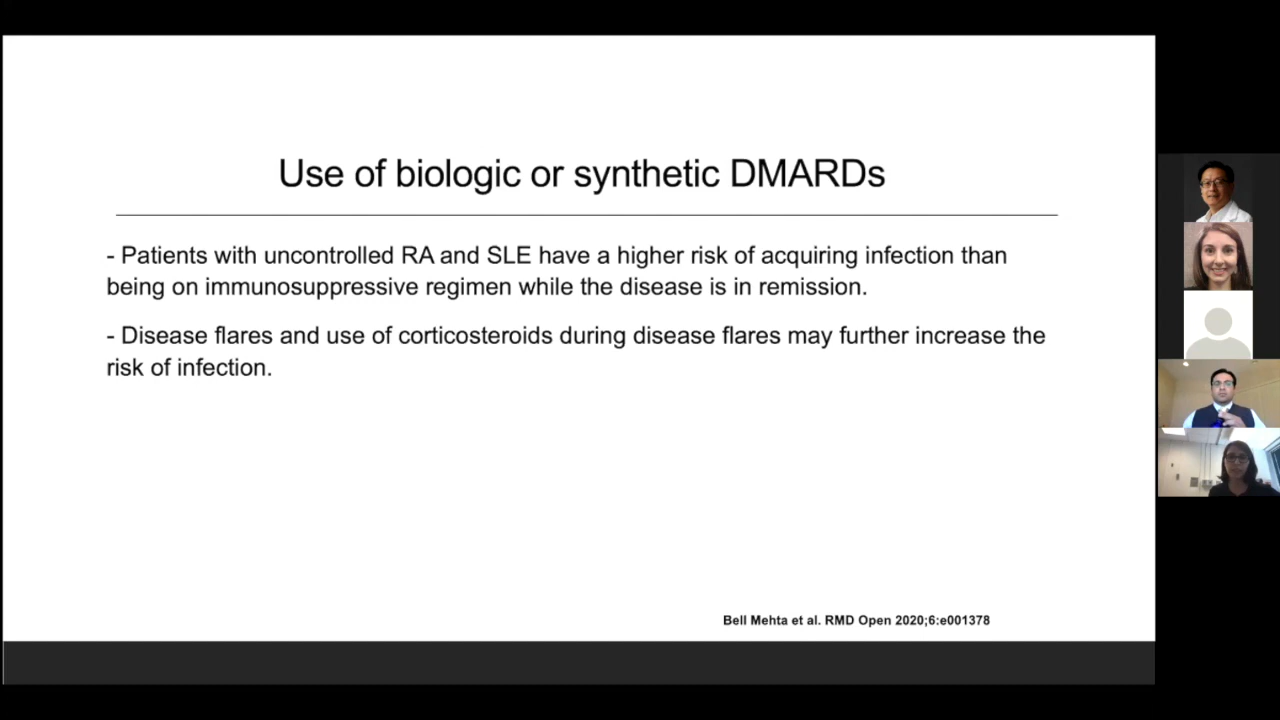 Use of biologic or synthetic DMARDs
- Patients with uncontrolled RA and SLE have a higher risk of acquiring infection than
being on immunosuppressive regimen while the disease is in remission.
- Disease flares and use of corticosteroids during disease flares may further increase the
risk of infection.
Bell Mehta et al. RMD Open 2020;6:e001378